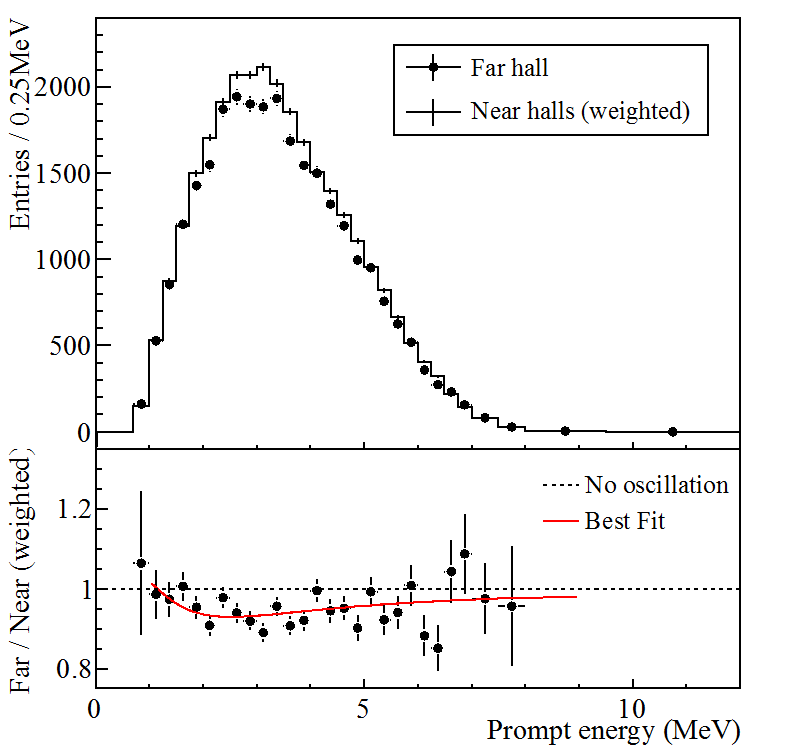 Entries / 0.25MeV
2000
1500
1000
500
0
Far hall
Near halls (weighted)
Far / Near (weighted)
1.2
1
0.8
No oscillation
Best Fit
0
5
10
Prompt energy (MeV)